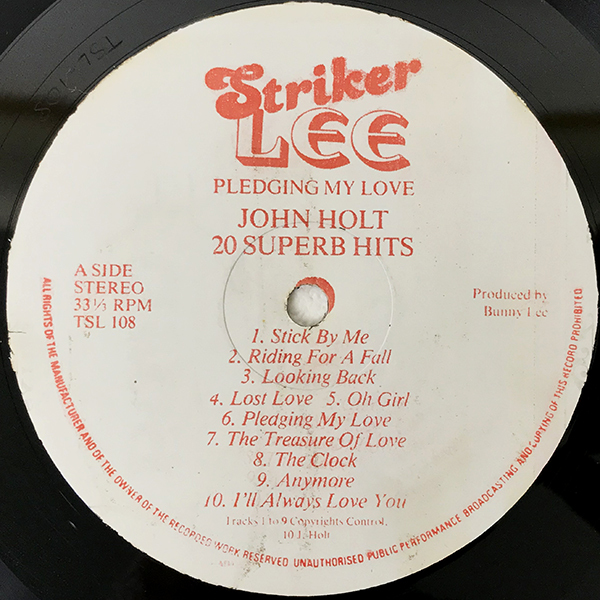 Striker
LEE
PLEDGING MY LOVE
JOHN HOLT
20 SUPERB HITS
A SIDE
STEREO
33⅓ RPM
TSL 108
Produced by
Bunny Lee
1. Stick By Me
2. Riding For A Fall
3. Looking Back
4. Lost Love 5. Oh Girl
6. Pledging My Love
7. The Treasure Of Love
8. The Clock
9. Anymore
10. I'll Always Love You
Tracks 1 to 9 Copyrights Control,
10 J. Holt
ALL RIGHTS OF THE MANUFACTURER AND OF THE OWNER OF THE RECORDED WORK RESERVED. UNAUTHORISED PUBLIC PERFORMANCE BROADCASTING AND COPYING OF THIS RECORD PROHIBITED